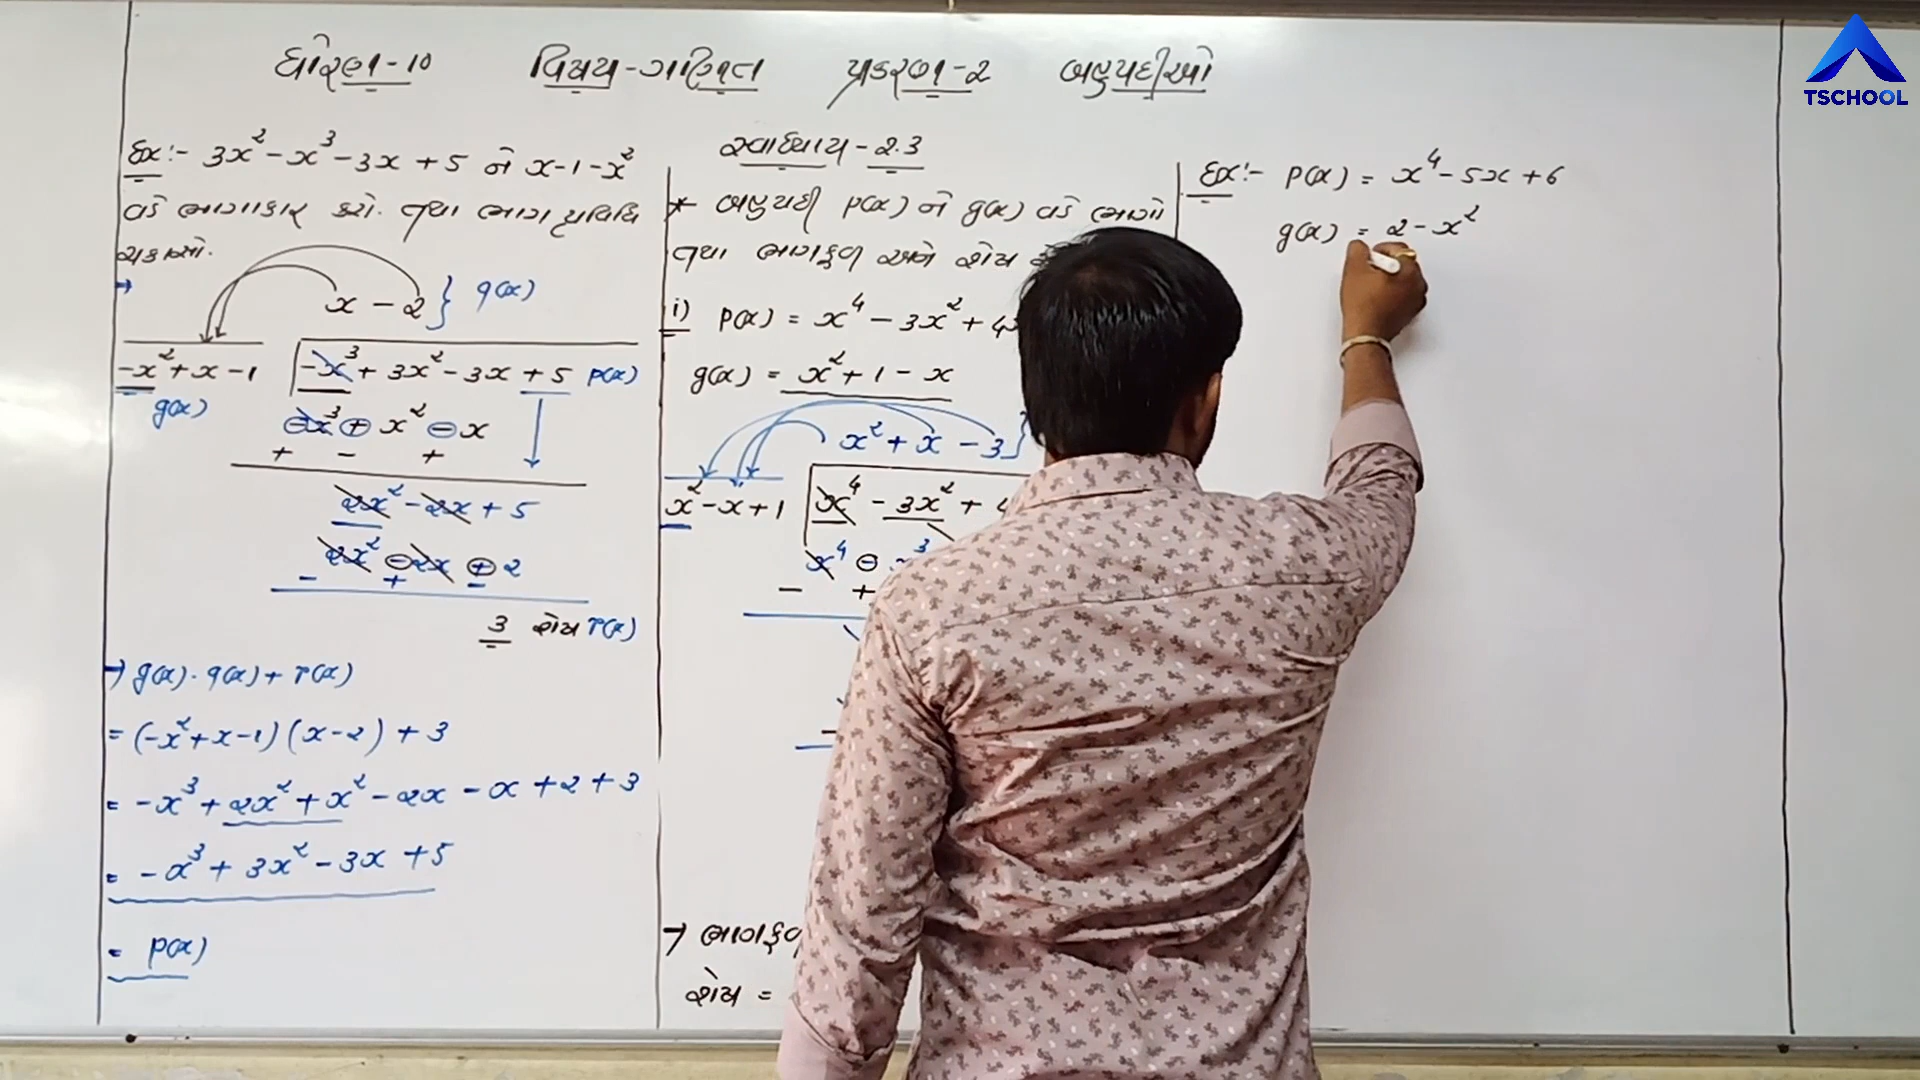 ધોરણ-10 વિષય-ગણિત પ્રકરણ-2 બહુપદીઓ
TSCHOOL
Ex:- 3x² - x³ - 3x + 5 ને x - 1 - x²
વડે ભાગાકાર કરો. તથા ભાગ પ્રવિધિ
ચકાસો.
→ x - 2 } q(x)
-x² + x - 1 -x³ + 3x² - 3x + 5 p(x)
g(x)
⊖x³ ⊕ x² ⊖ x
+ - +
2x² - 2x + 5
2x² ⊖ 2x ⊕ 2
- +
3 શેષ r(x)
→ g(x) · q(x) + r(x)
= (-x² + x - 1) (x - 2) + 3
= -x³ + 2x² + x² - 2x - x + 2 + 3
= -x³ + 3x² - 3x + 5
= p(x)
સ્વાધ્યાય - 2.3
* બહુપદી p(x) ને g(x) વડે ભાગો
તથા ભાગફળ અને શેષ
i) p(x) = x⁴ - 3x² + 4
g(x) = x² + 1 - x
x² + x - 3 }
x² - x + 1 x⁴ - 3x² +
x⁴ ⊖ x³
- +
→ ભાગફળ
શેષ =
Ex:- p(x) = x⁴ - 5x + 6
g(x) = 2 - x²